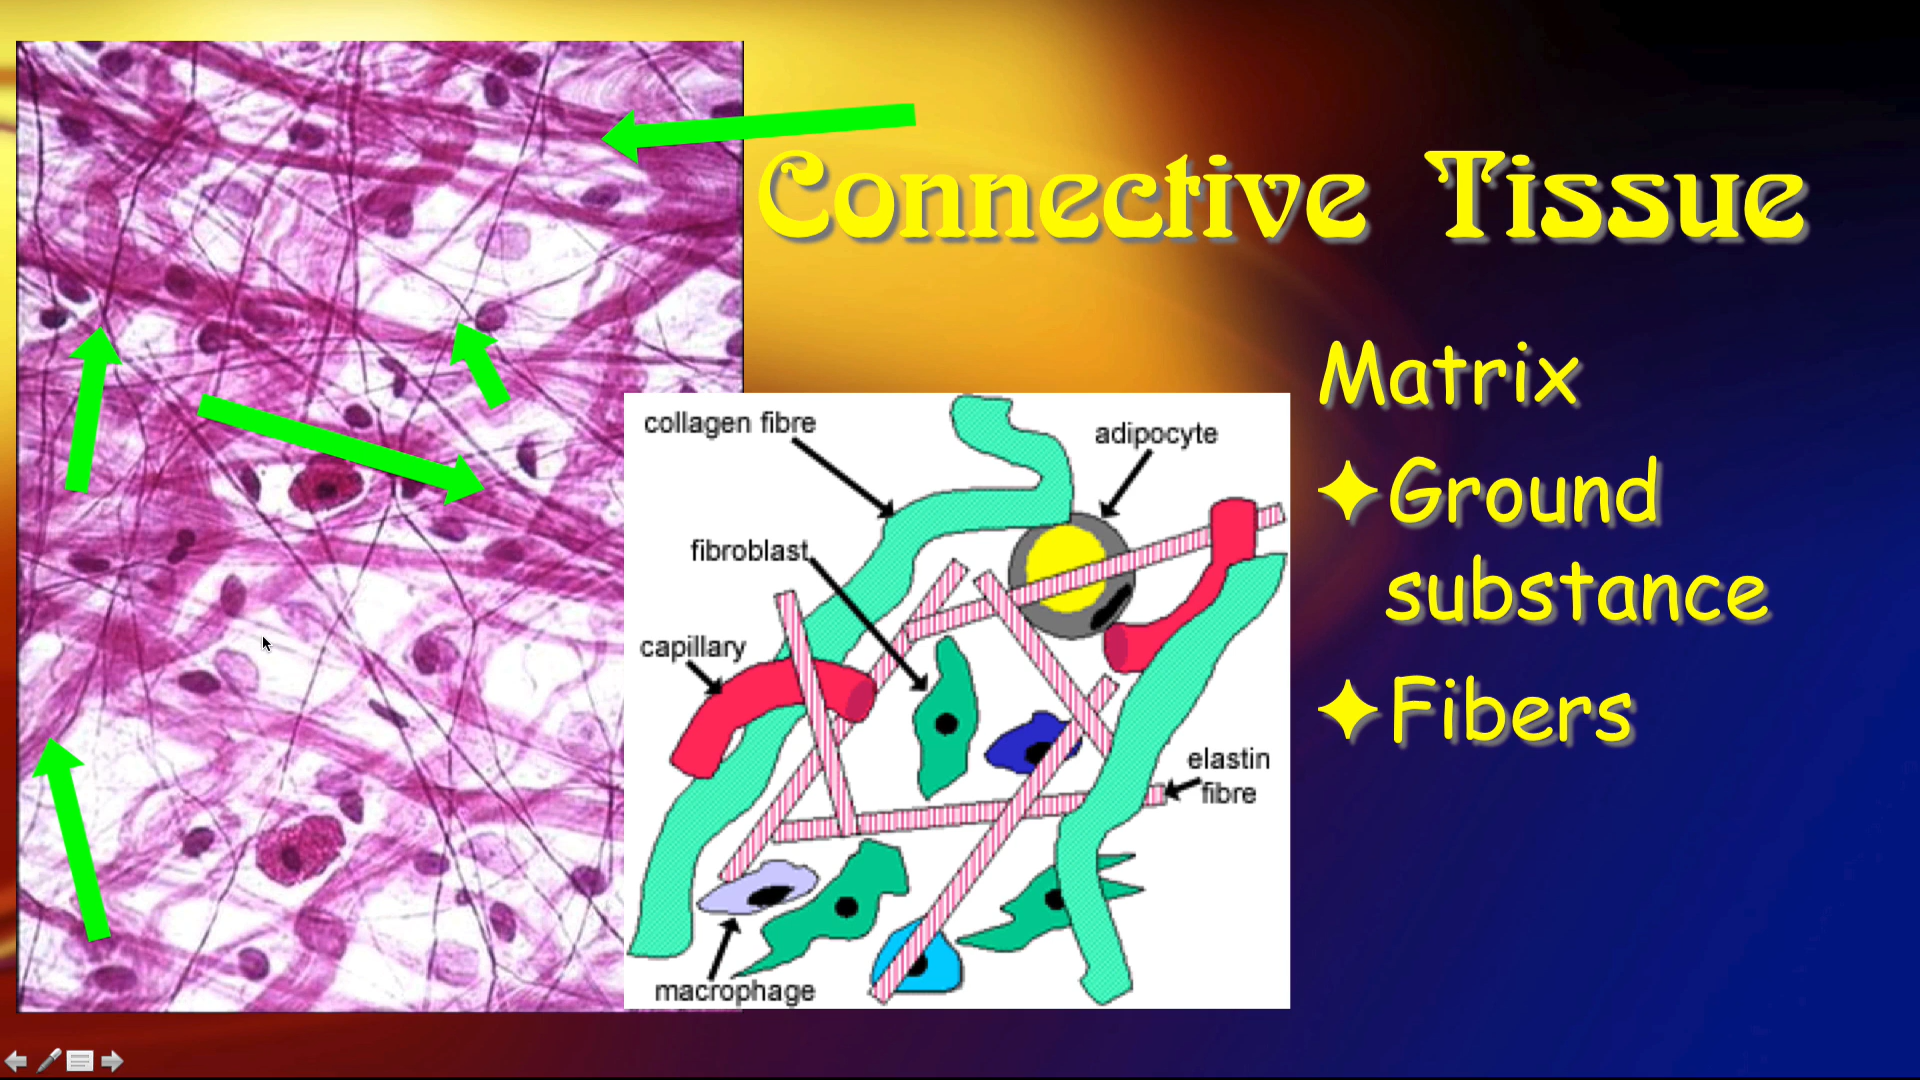 Connective Tissue
Matrix
✦Ground
substance
✦Fibers
collagen fibre
adipocyte
fibroblast
capillary
elastin
fibre
macrophage